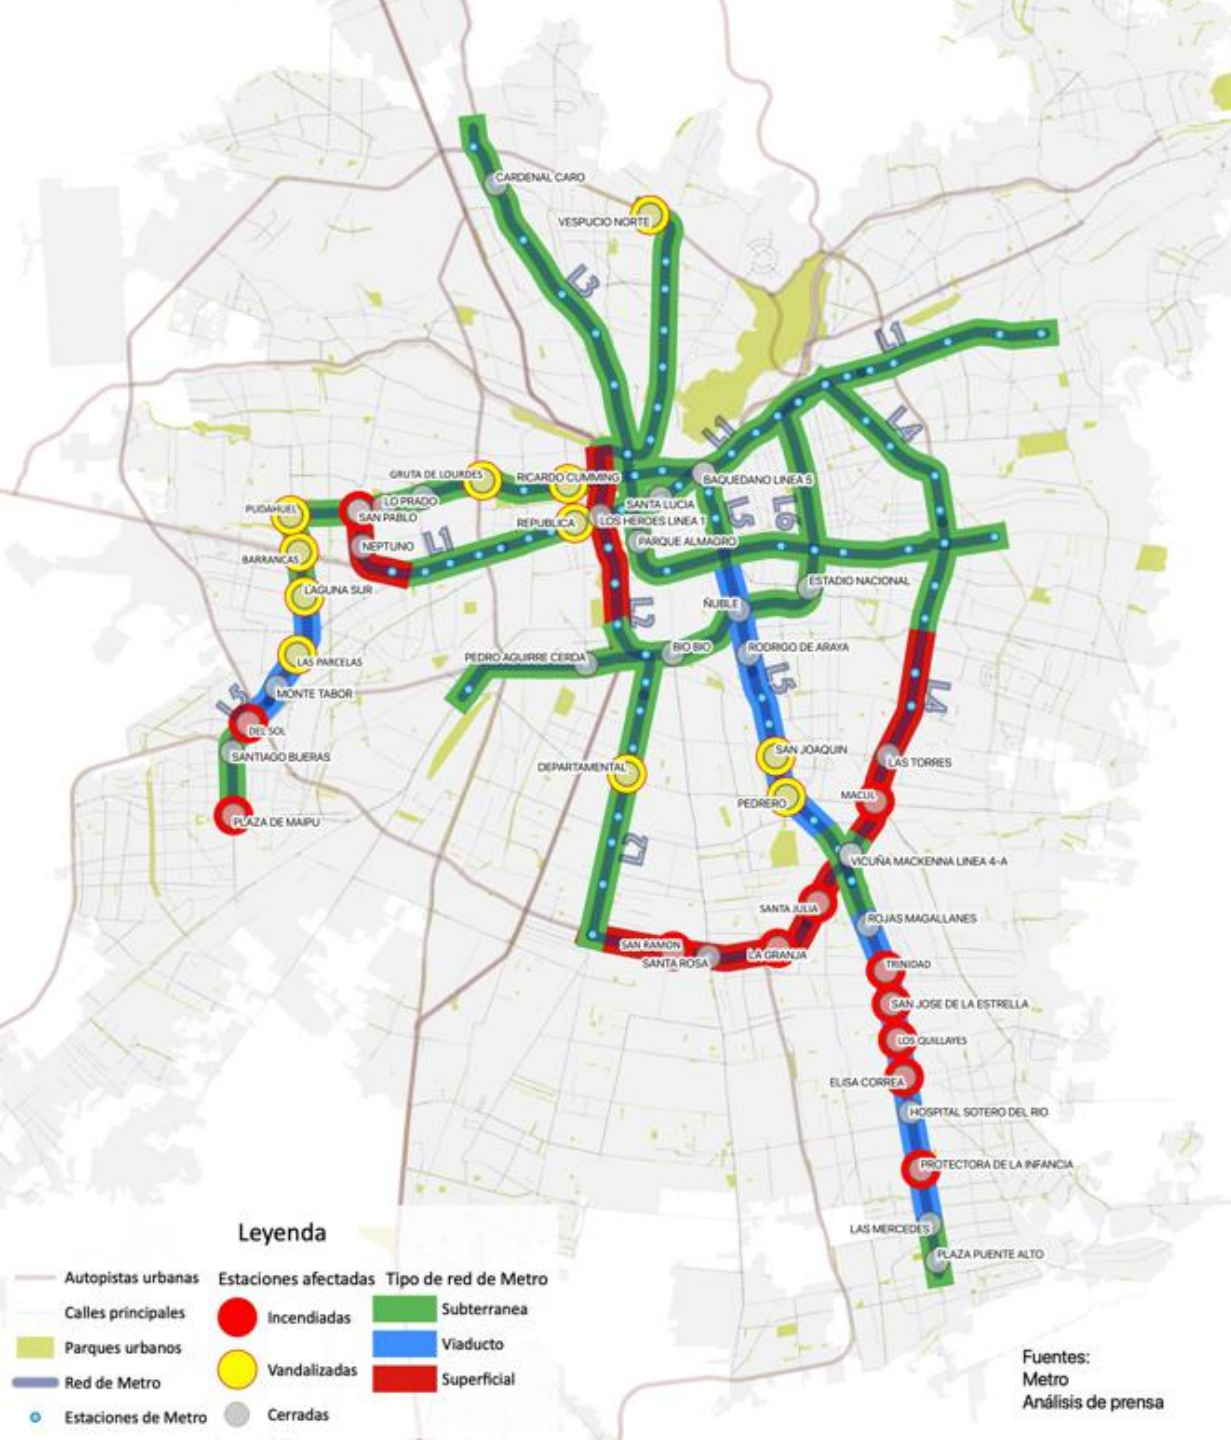 CARDENAL CARO
VESPUCIO NORTE
L3
L1
L4
L1
GRUTA DE LOURDES
RICARDO CUMMING
BAQUEDANO LINEA 5
PUDAHUEL
LO PRADO
SANTA LUCIA
L5
L6
SAN PABLO
REPUBLICA
LOS HEROES LINEA 1
NEPTUNO
L1
PARQUE ALMAGRO
BARRANCAS
ESTADIO NACIONAL
LAGUNA SUR
L2
ÑUBLE
LAS PARCELAS
PEDRO AGUIRRE CERDA
BIO BIO
RODRIGO DE ARAYA
L5
MONTE TABOR
L5
L4
DEL SOL
SANTIAGO BUERAS
SAN JOAQUIN
LAS TORRES
DEPARTAMENTAL
PEDRERO
MACUL
PLAZA DE MAIPU
L2
VICUÑA MACKENNA LINEA 4-A
SANTA JULIA
ROJAS MAGALLANES
SAN RAMON
LA GRANJA
SANTA ROSA
TRINIDAD
SAN JOSE DE LA ESTRELLA
LOS QUILLAYES
ELISA CORREA
HOSPITAL SOTERO DEL RIO
PROTECTORA DE LA INFANCIA
LAS MERCEDES
PLAZA PUENTE ALTO
Leyenda
Autopistas urbanas
Calles principales
Parques urbanos
Red de Metro
Estaciones de Metro
Estaciones afectadas
Incendiadas
Vandalizadas
Cerradas
Tipo de red de Metro
Subterranea
Viaducto
Superficial
Fuentes:
Metro
Análisis de prensa